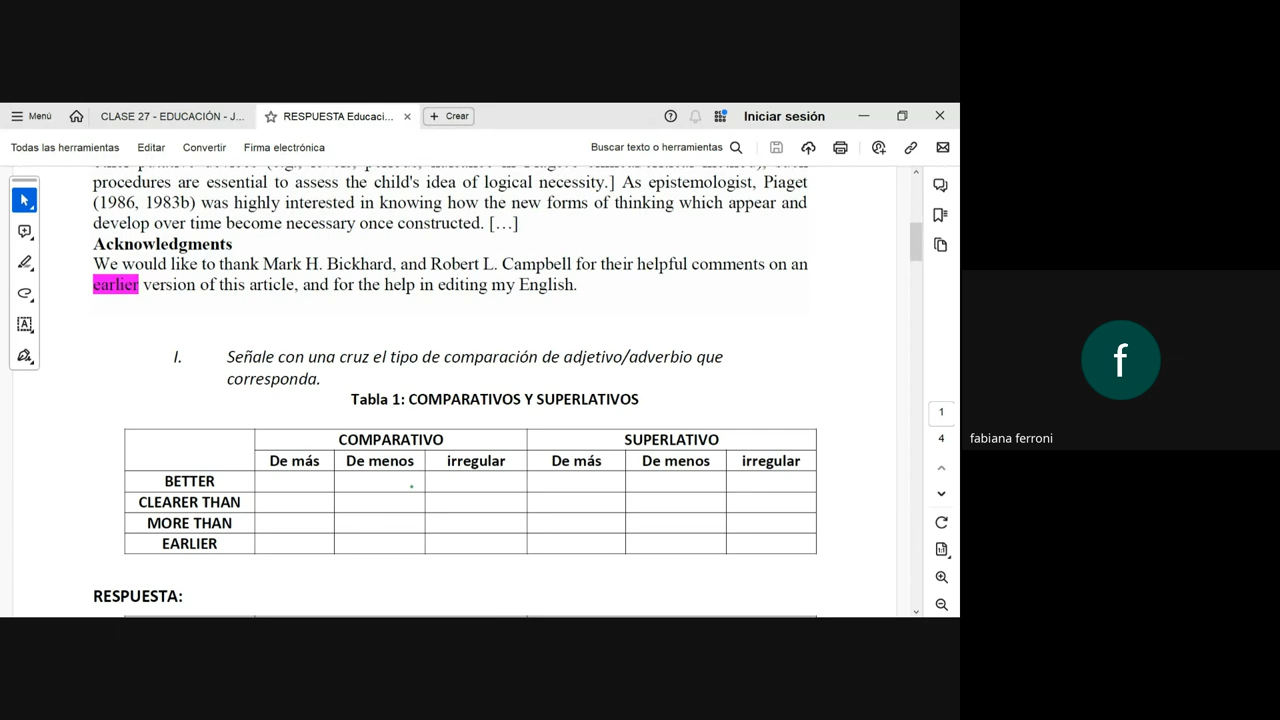 Menú
CLASE 27 - EDUCACIÓN - J...
RESPUESTA Educaci...
Crear
Iniciar sesión
Todas las herramientas
Editar
Convertir
Firma electrónica
Buscar texto o herramientas
procedures are essential to assess the child's idea of logical necessity.] As epistemologist, Piaget
(1986, 1983b) was highly interested in knowing how the new forms of thinking which appear and
develop over time become necessary once constructed. […]
Acknowledgments
We would like to thank Mark H. Bickhard, and Robert L. Campbell for their helpful comments on an
earlier version of this article, and for the help in editing my English.
I. Señale con una cruz el tipo de comparación de adjetivo/adverbio que
corresponda.
Tabla 1: COMPARATIVOS Y SUPERLATIVOS
COMPARATIVO SUPERLATIVO
De más De menos irregular De más De menos irregular
BETTER
CLEARER THAN
MORE THAN
EARLIER
RESPUESTA:
1
4
f
fabiana ferroni